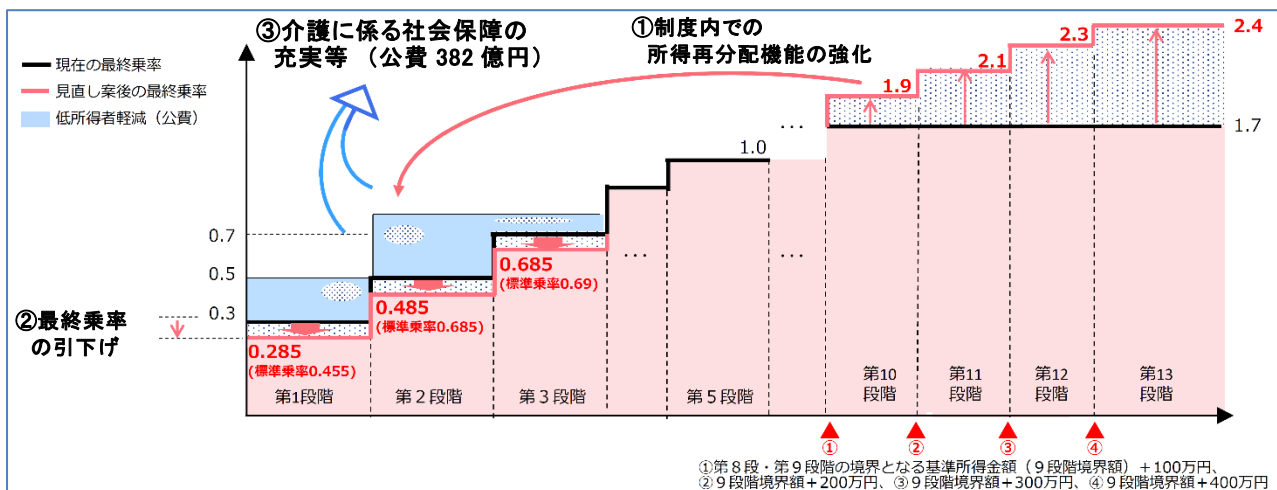 ③介護に係る社会保障の
充実等 （公費 382 億円）
①制度内での
所得再分配機能の強化
現在の最終乗率
見直し案後の最終乗率
低所得者軽減（公費）
②最終乗率
の引下げ
0.7
0.5
0.3
0.285
(標準乗率0.455)
0.485
(標準乗率0.685)
0.685
(標準乗率0.69)
…
1.0
…
…
1.9
2.1
2.3
2.4
1.7
第1段階
第２段階
第３段階
第５段階
第10
段階
第11
段階
第12
段階
第13
段階
①
②
③
④
①第８段・第９段階の境界となる基準所得金額（９段階境界額）＋100万円、
②９段階境界額＋200万円、③９段階境界額＋300万円、④９段階境界額＋400万円